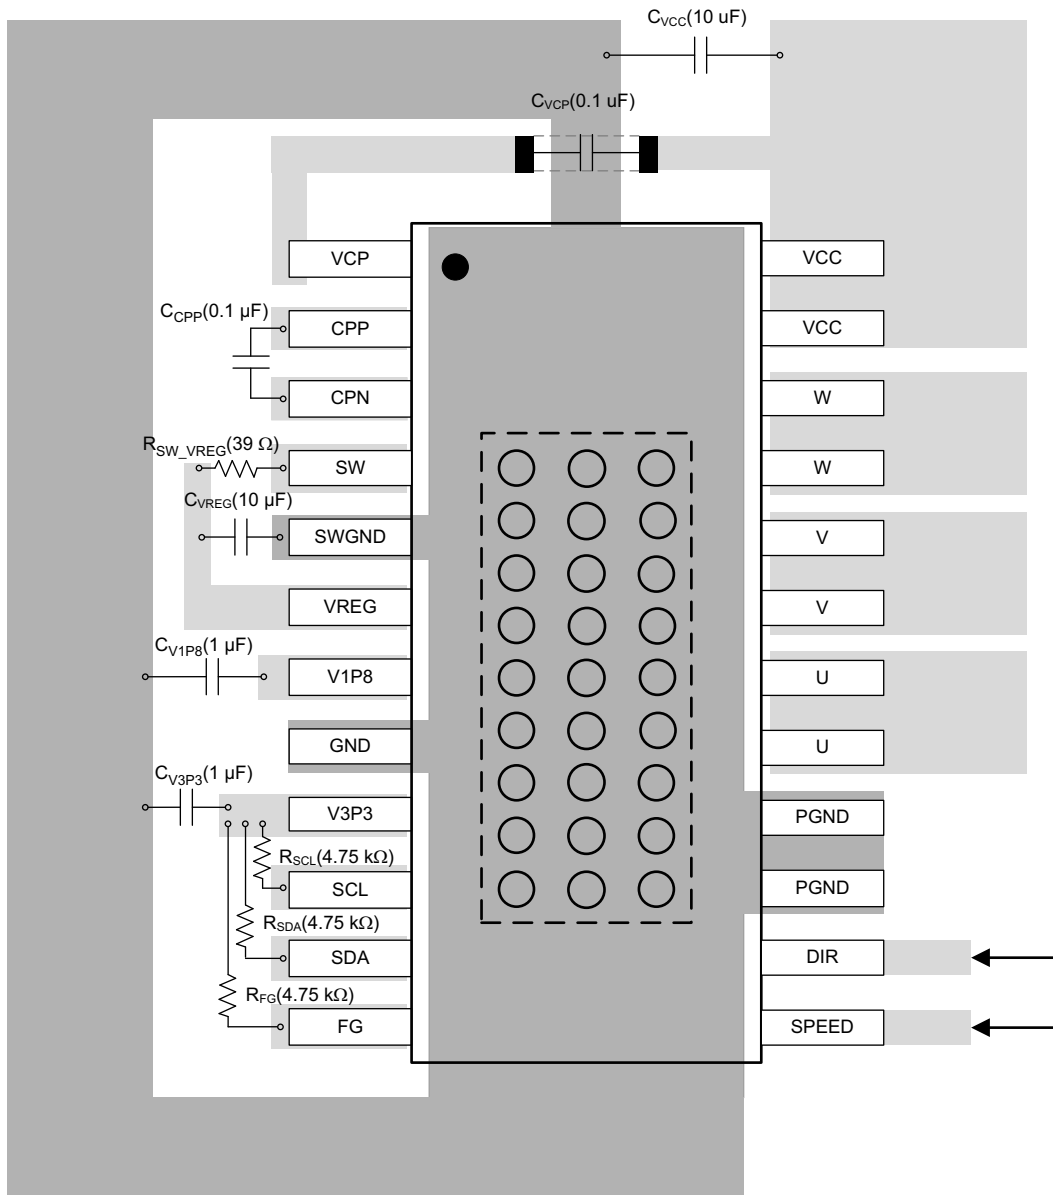 CVCC(10 uF)
CVCP(0.1 uF)
VCP
VCC
CCPP(0.1 µF)
CPP
VCC
CPN
W
RSW_VREG(39 Ω)
SW
W
CVREG(10 µF)
SWGND
V
VREG
V
CV1P8(1 µF)
V1P8
U
GND
U
CV3P3(1 µF)
V3P3
PGND
RSCL(4.75 kΩ)
SCL
PGND
RSDA(4.75 kΩ)
SDA
DIR
RFG(4.75 kΩ)
FG
SPEED